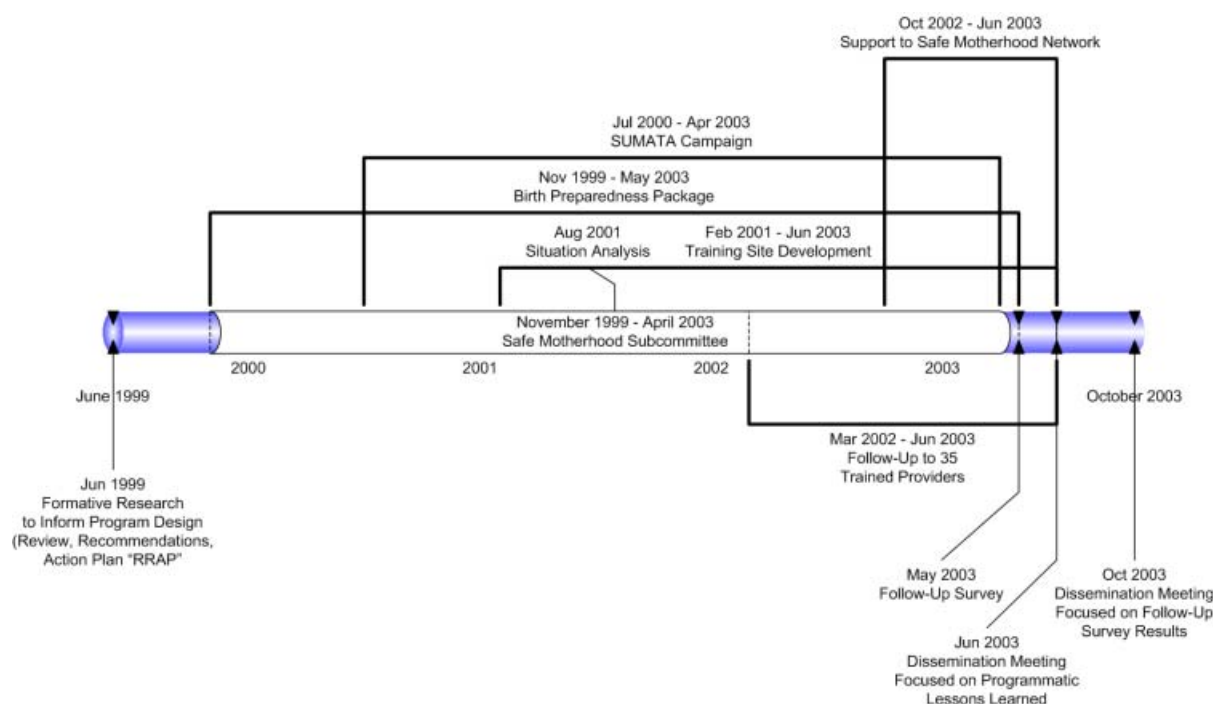 Oct 2002 - Jun 2003
Support to Safe Motherhood Network
Jul 2000 - Apr 2003
SUMATA Campaign
Nov 1999 - May 2003
Birth Preparedness Package
Aug 2001
Situation Analysis
Feb 2001 - Jun 2003
Training Site Development
November 1999 - April 2003
Safe Motherhood Subcommittee
2000
2001
2002
2003
June 1999
October 2003
Mar 2002 - Jun 2003
Follow-Up to 35
Trained Providers
Jun 1999
Formative Research
to Inform Program Design
(Review, Recommendations,
Action Plan “RRAP”
May 2003
Follow-Up Survey
Oct 2003
Dissemination Meeting
Focused on Follow-Up
Survey Results
Jun 2003
Dissemination Meeting
Focused on Programmatic
Lessons Learned